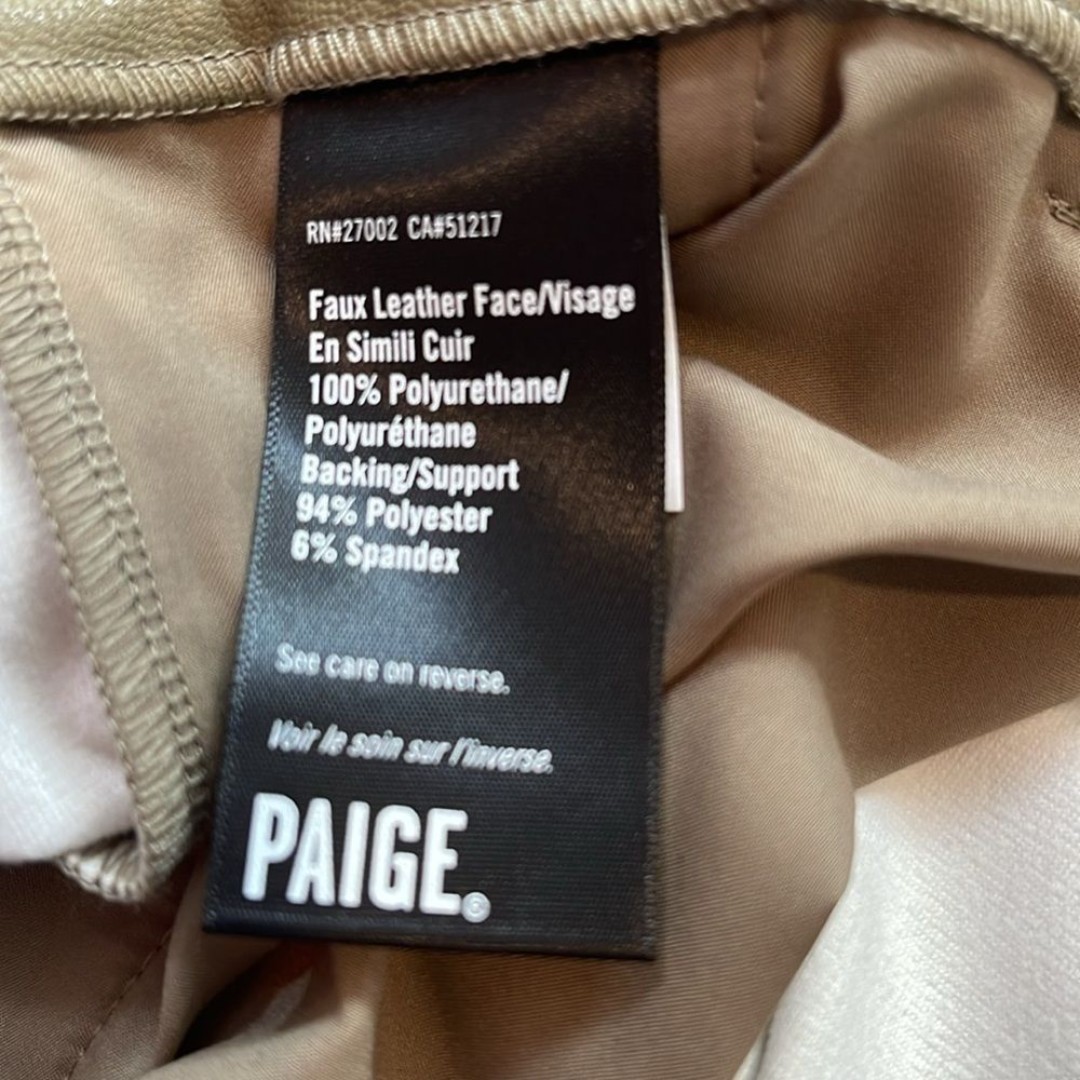 RN#27002 CA#51217
Faux Leather Face/Visage
En Simili Cuir
100% Polyurethane/
Polyuréthane
Backing/Support
94% Polyester
6% Spandex
See care on reverse.
Voir le soin sur l'inverse.
PAIGE®